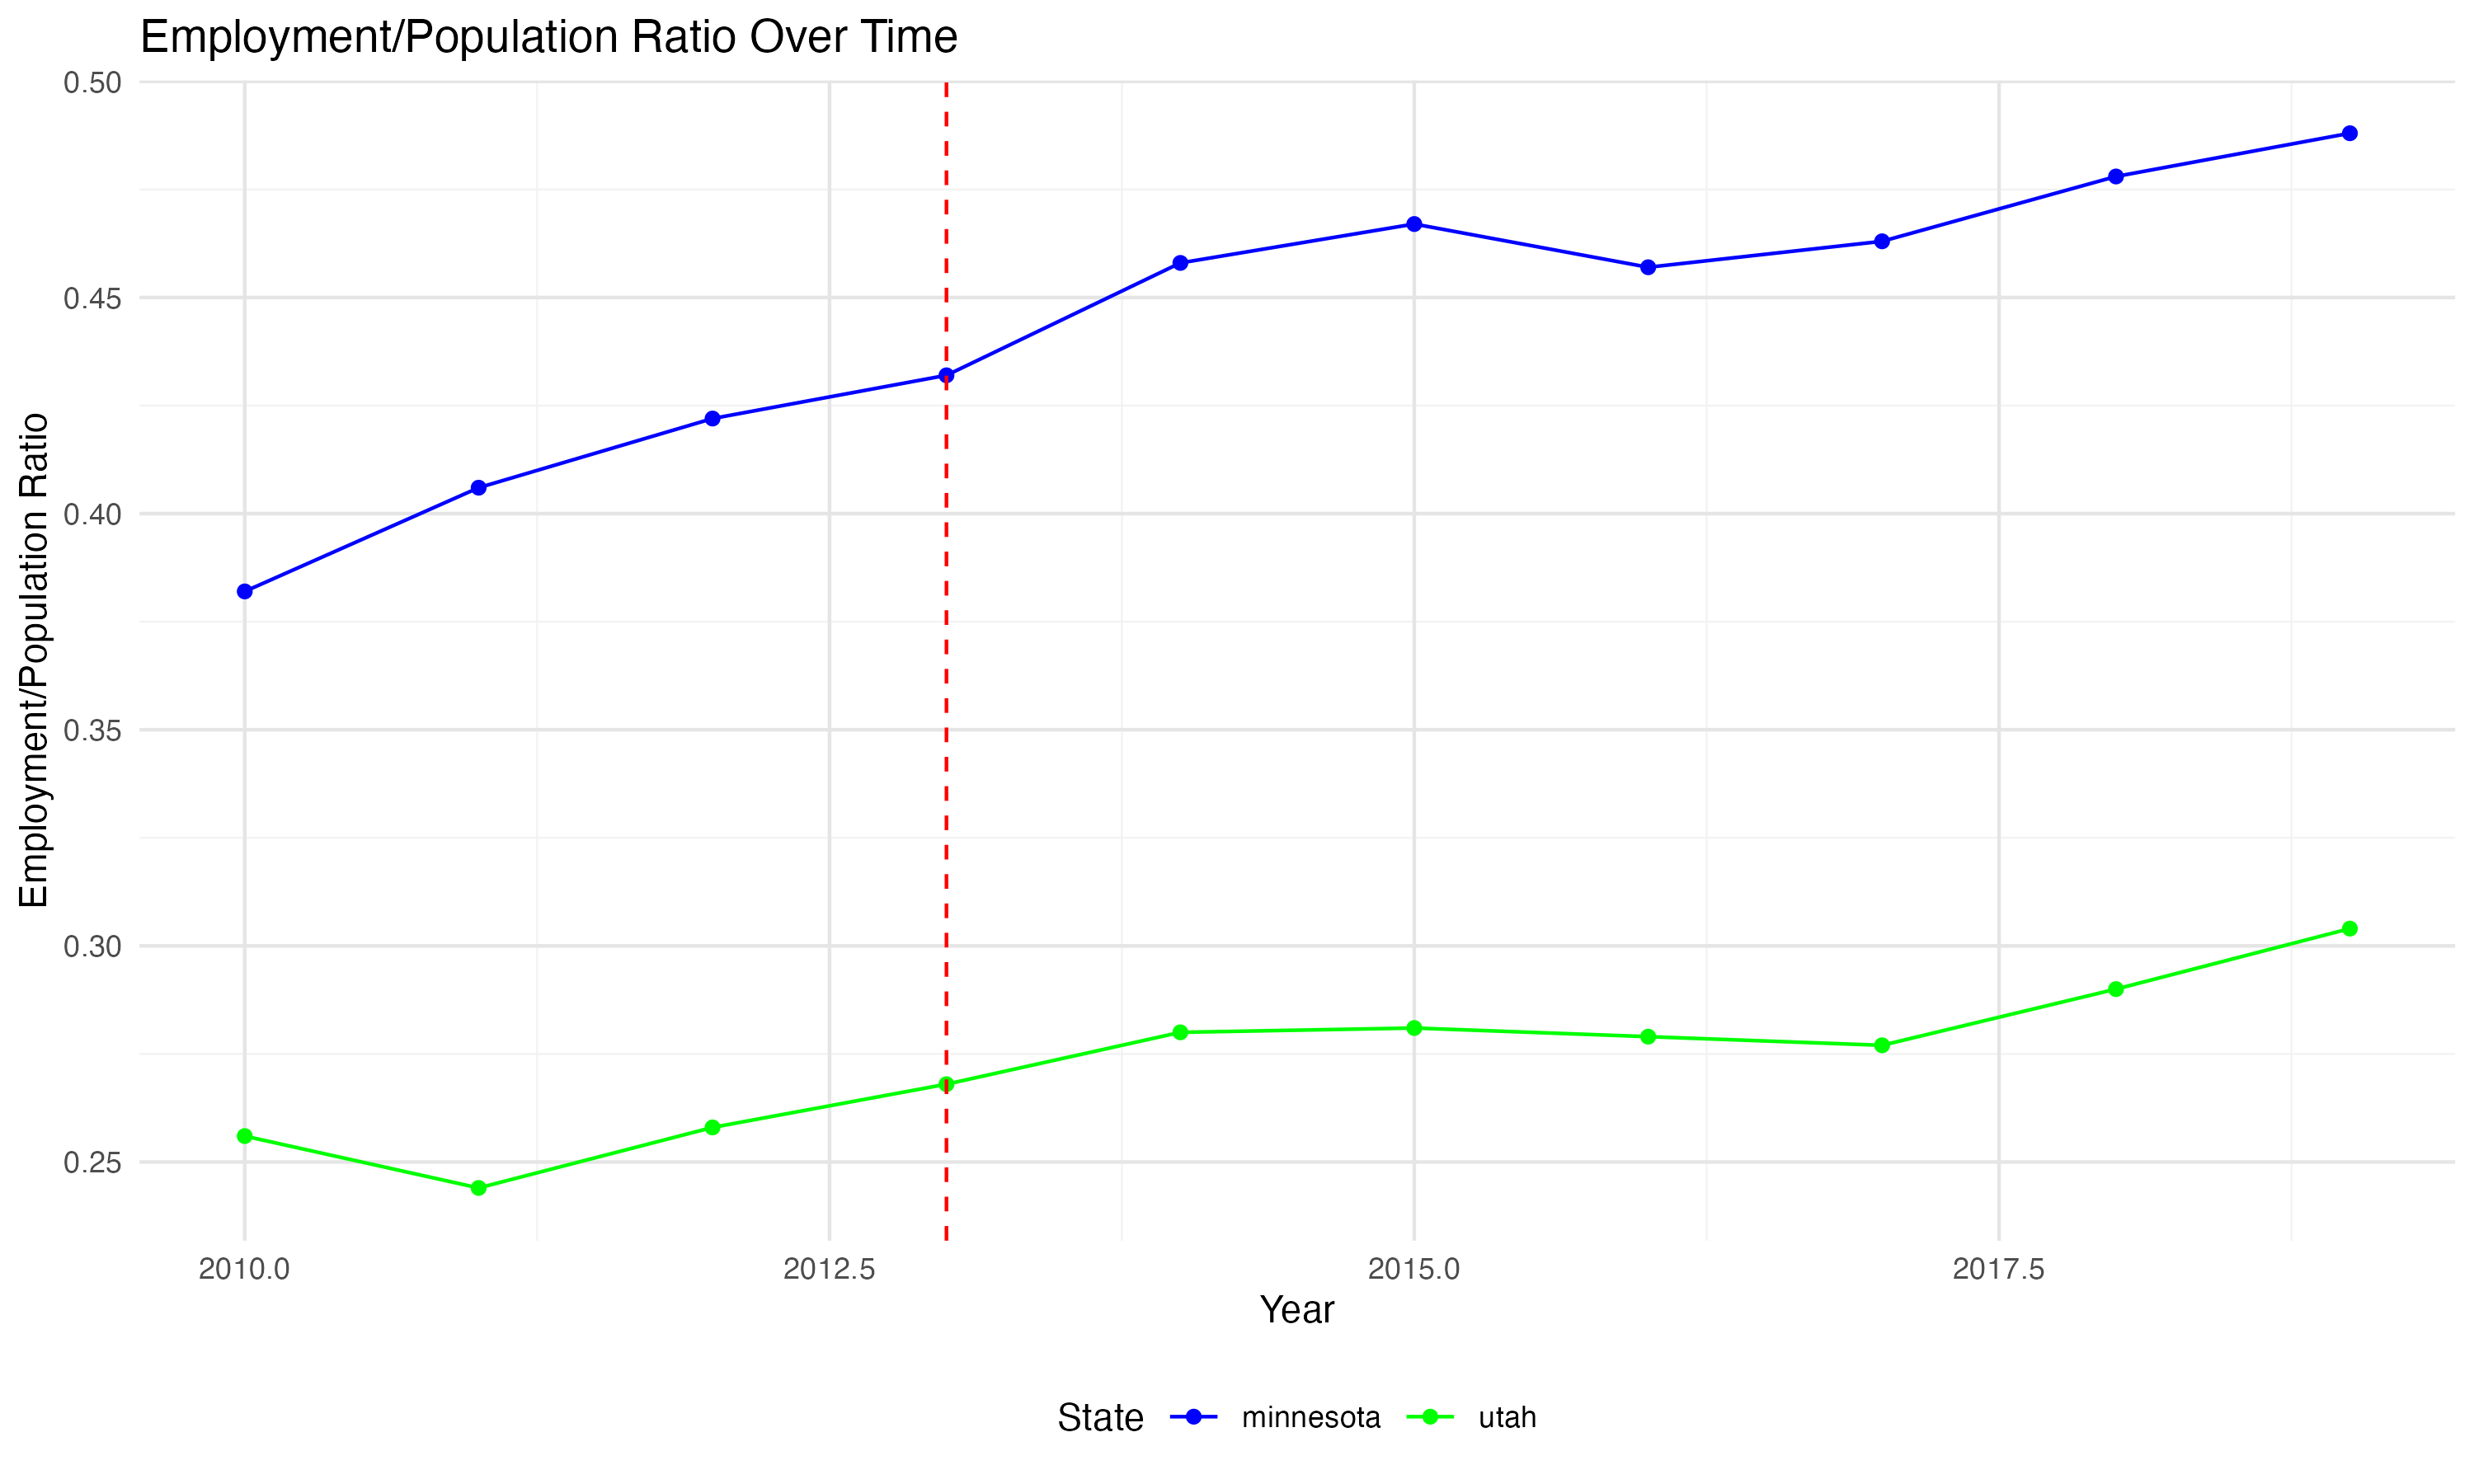 Employment/Population Ratio Over Time
Employment/Population Ratio
0.50
0.45
0.40
0.35
0.30
0.25
2010.0 2012.5 2015.0 2017.5
Year
State minnesota utah